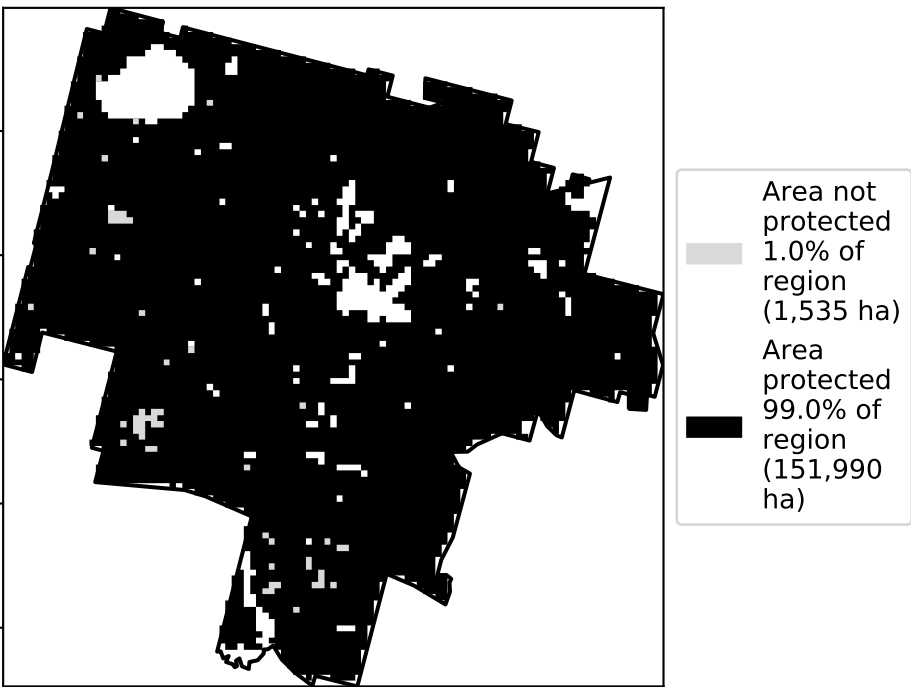 Area not
protected
1.0% of
region
(1,535 ha)
Area
protected
99.0% of
region
(151,990
ha)